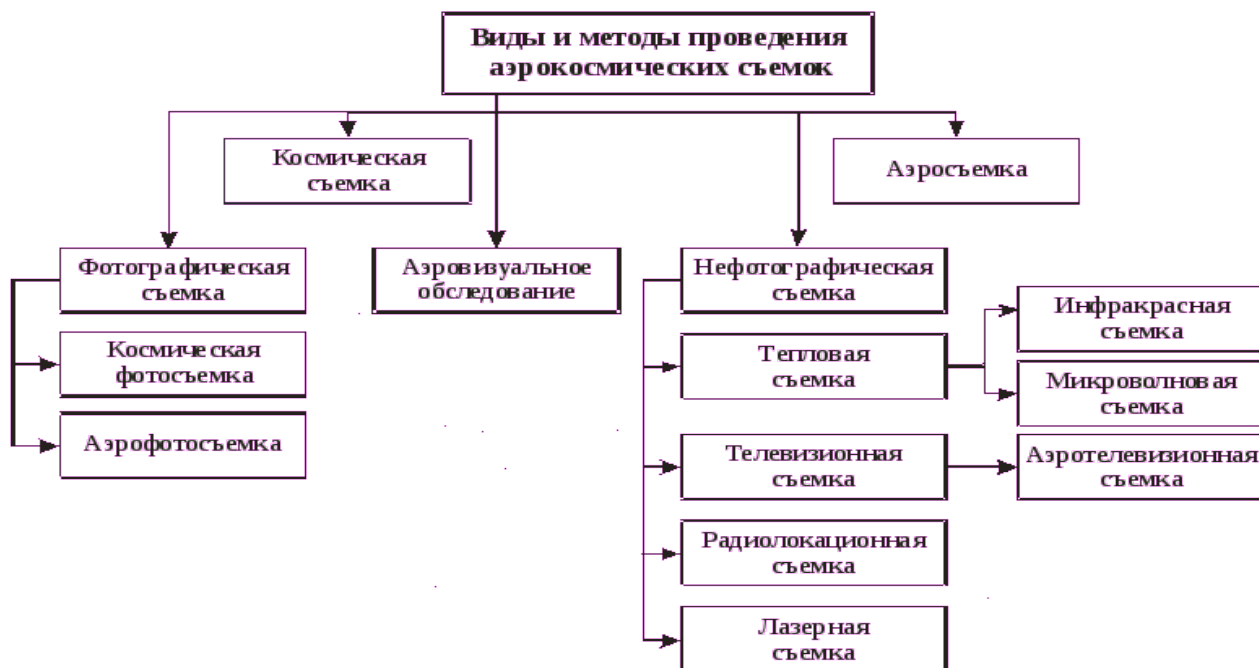 Виды и методы проведения
аэрокосмических съемок
Космическая
съемка
Аэросъемка
Фотографическая
съемка
Аэровизуальное
обследование
Нефотографическая
съемка
Инфракрасная
съемка
Космическая
фотосъемка
Тепловая
съемка
Микроволновая
съемка
Аэрофотосъемка
Телевизионная
съемка
Аэротелевизионная
съемка
Радиолокационная
съемка
Лазерная
съемка